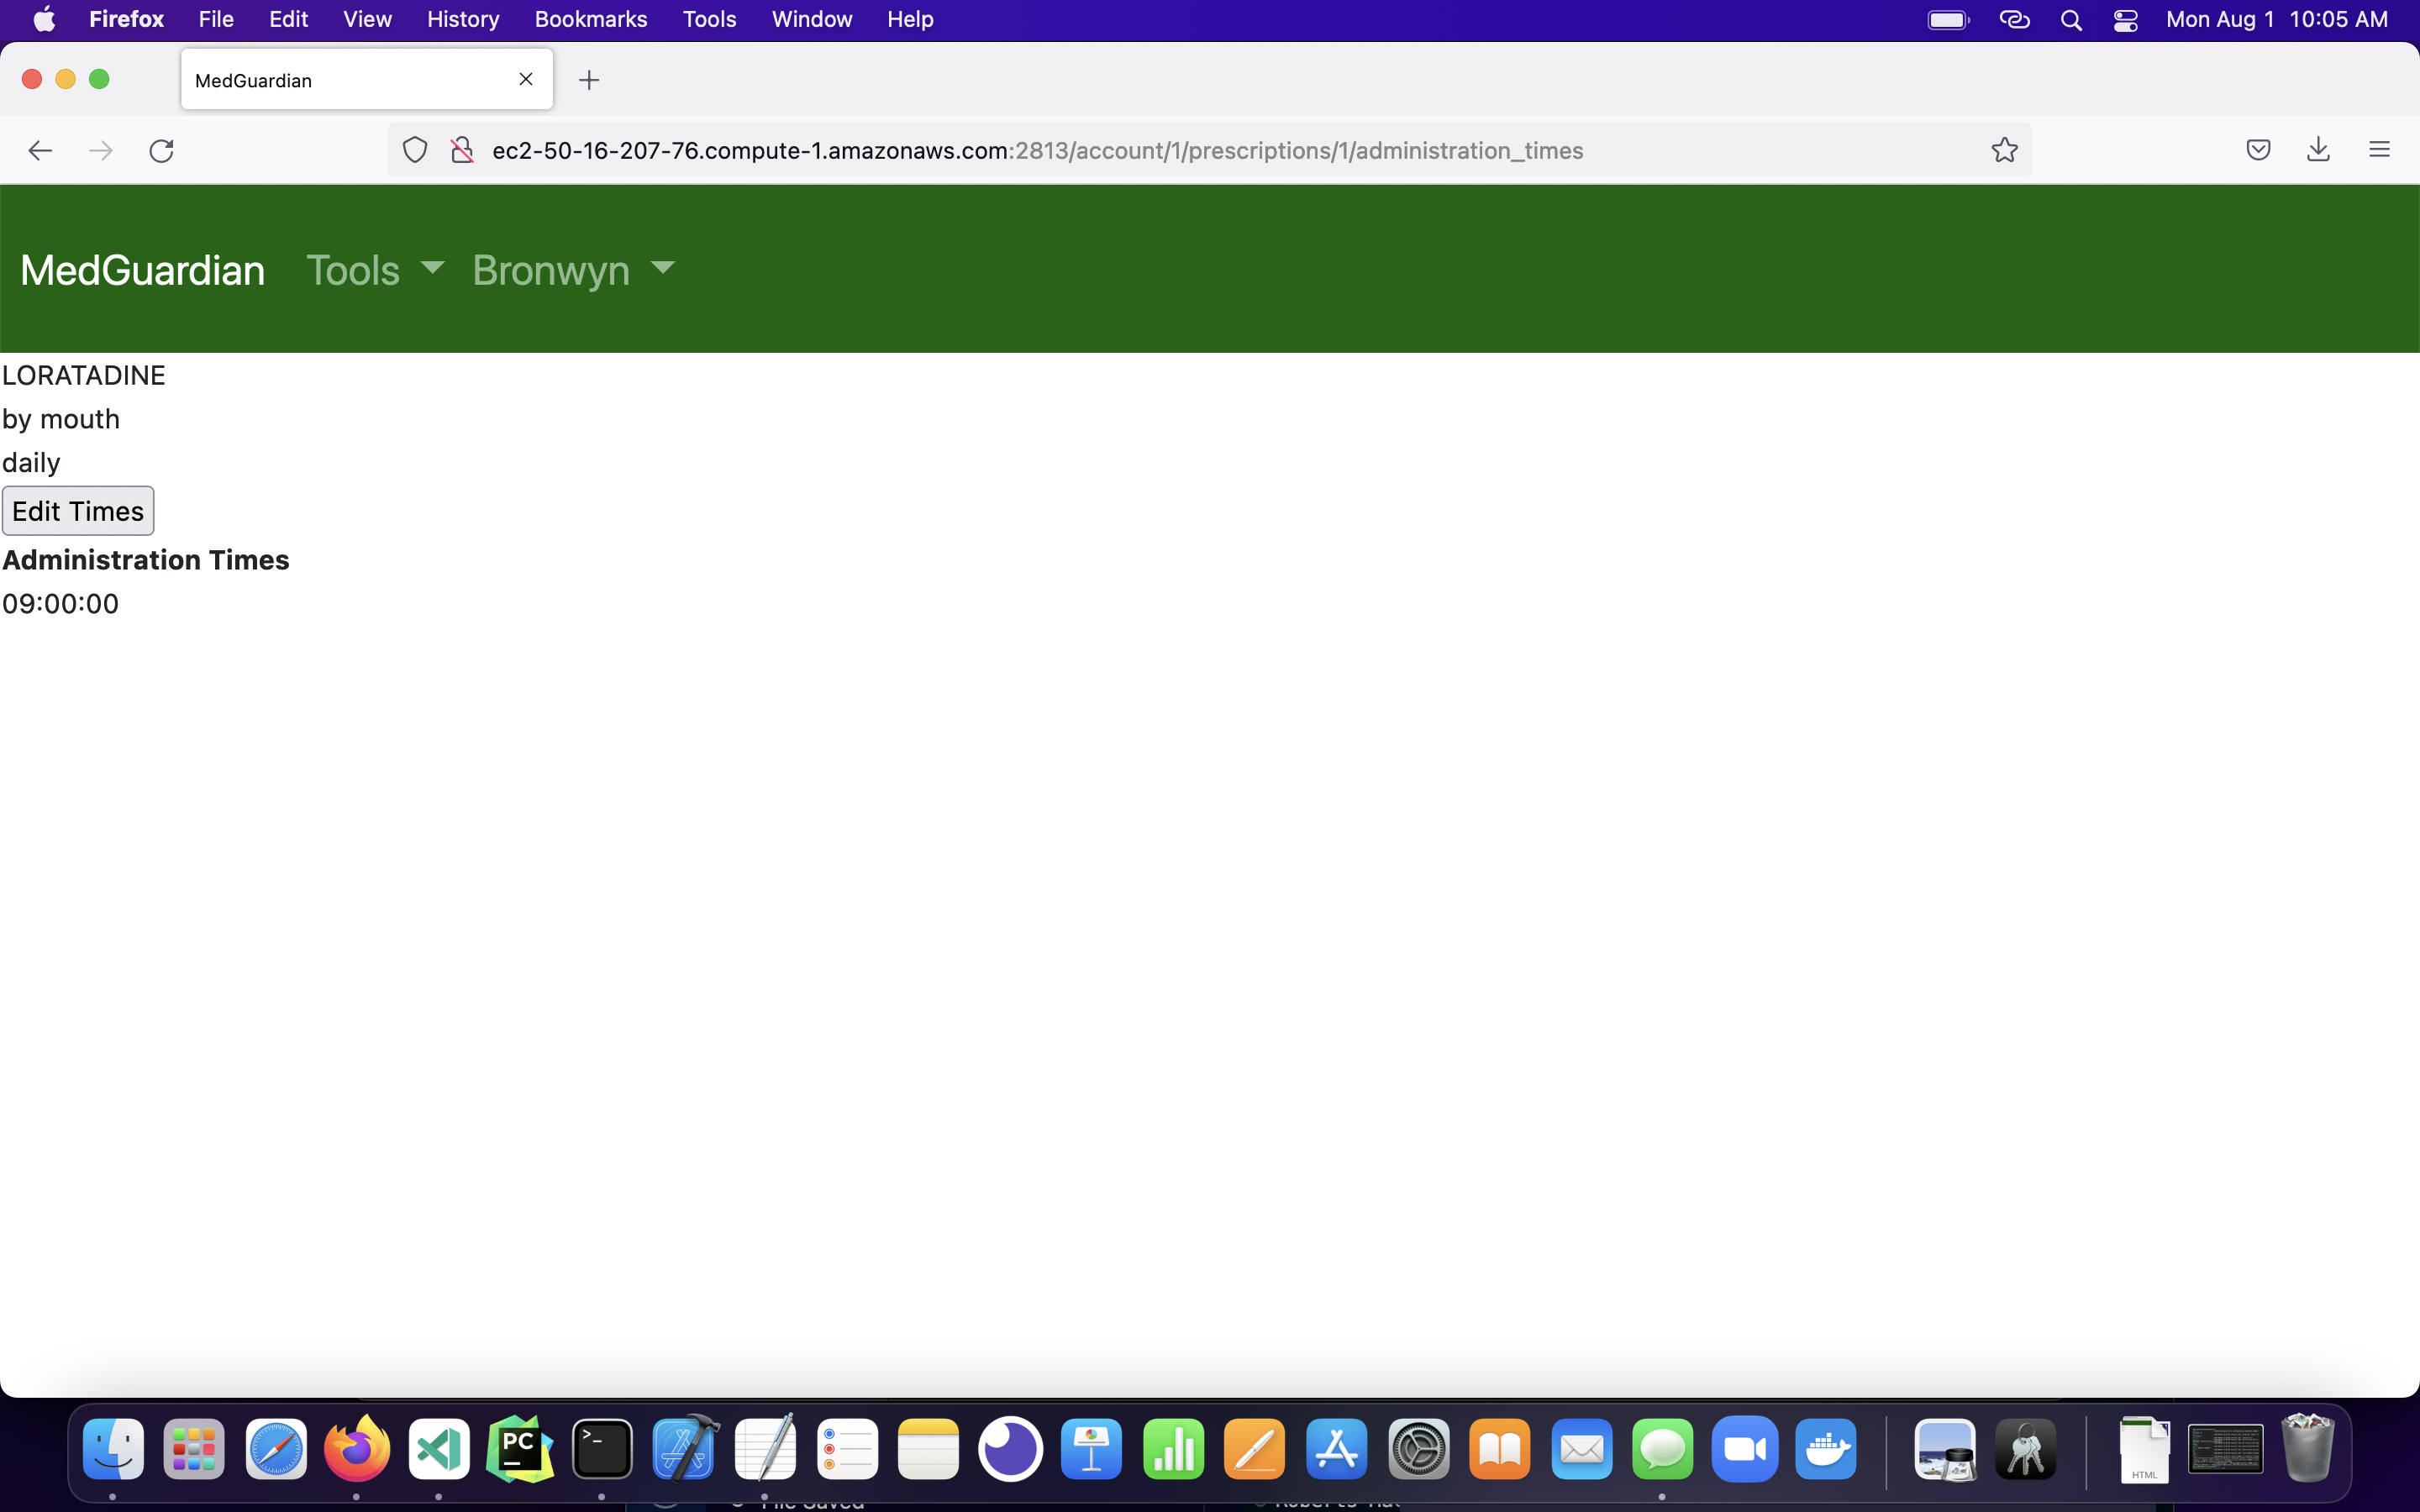 Firefox File Edit View History Bookmarks Tools Window Help Mon Aug 1 10:05 AM
MedGuardian
ec2-50-16-207-76.compute-1.amazonaws.com:2813/account/1/prescriptions/1/administration_times
MedGuardian Tools Bronwyn
LORATADINE
by mouth
daily
Edit Times
Administration Times
09:00:00
PC
>_
HTML
File Saved